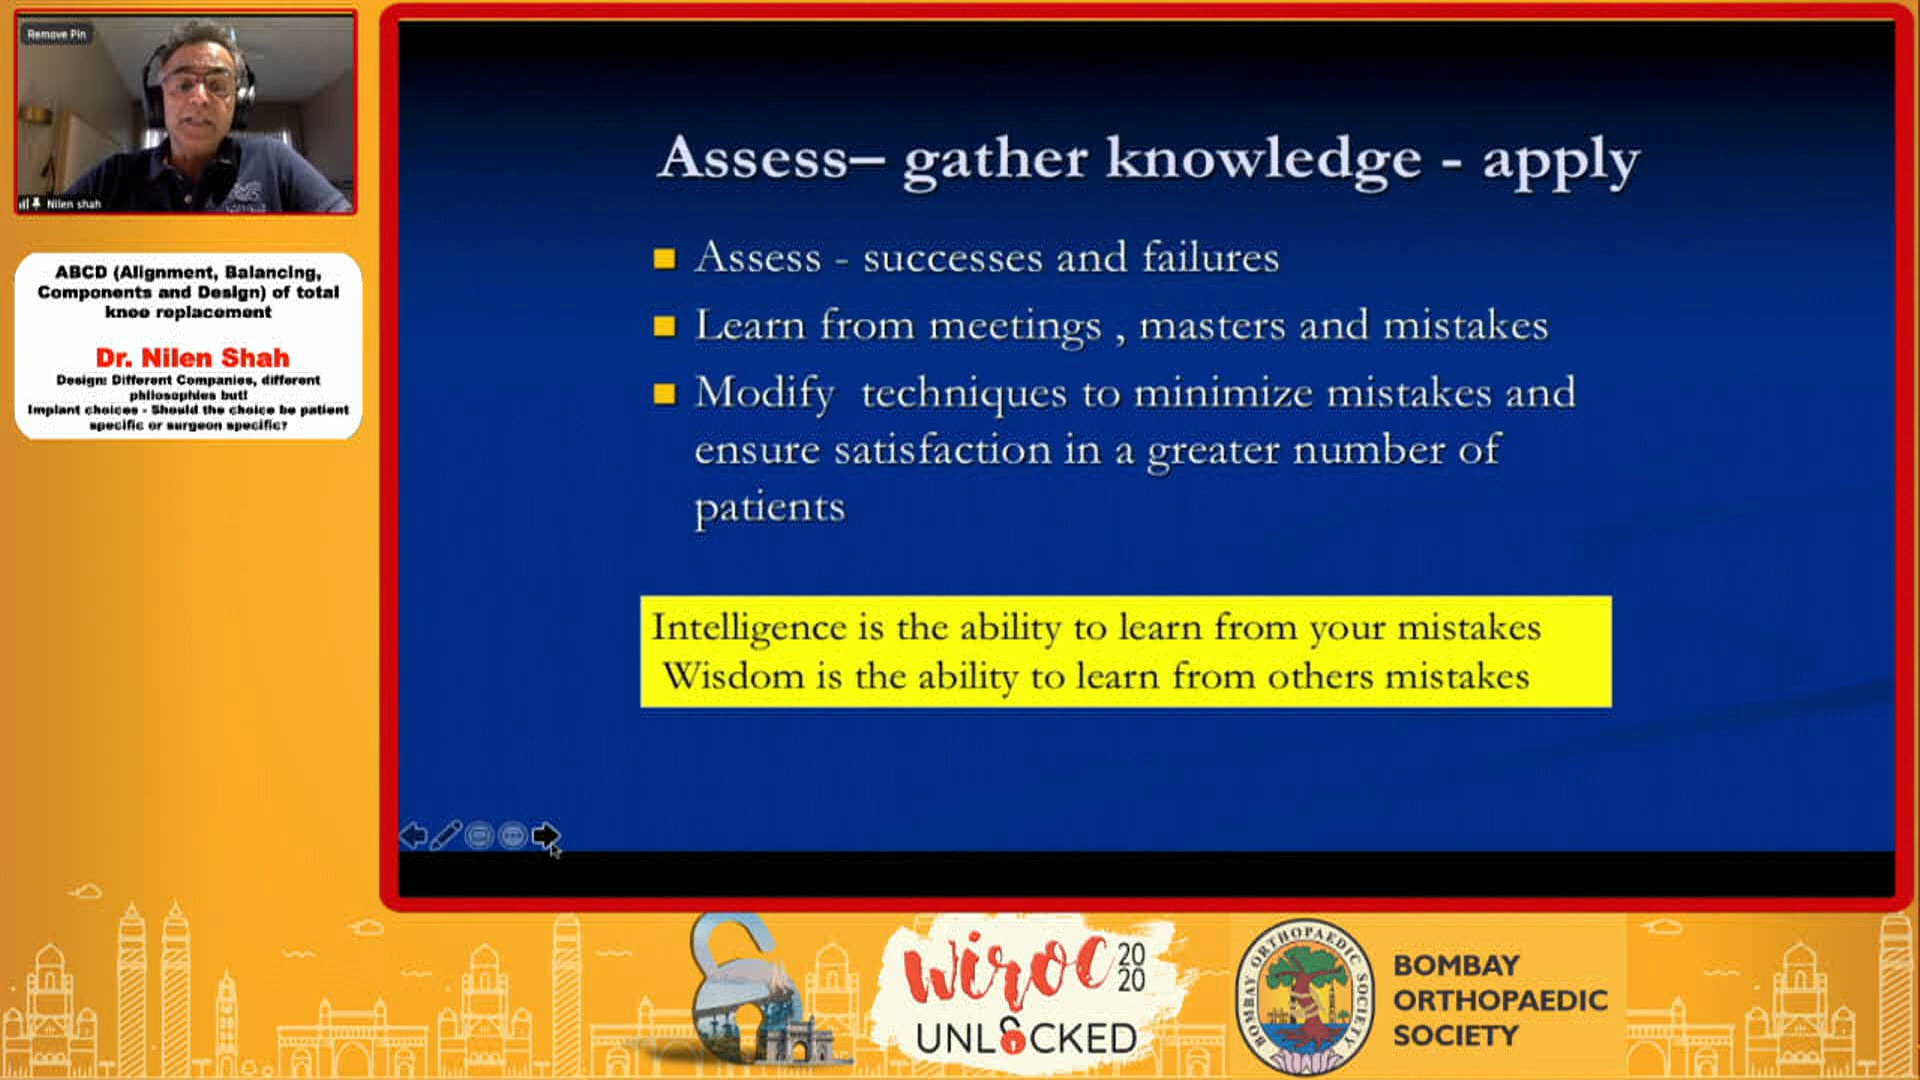 Remove Pin
Nilen shah
ABCD (Alignment, Balancing,
Components and Design) of total
knee replacement
Dr. Nilen Shah
Design: Different Companies, different
philosophies but!
Implant choices - Should the choice be patient
specific or surgeon specific?
Assess– gather knowledge - apply
Assess - successes and failures
Learn from meetings , masters and mistakes
Modify techniques to minimize mistakes and
ensure satisfaction in a greater number of
patients
Intelligence is the ability to learn from your mistakes
Wisdom is the ability to learn from others mistakes
wiroc 20
20
UNLOCKED
BOMBAY ORTHOPAEDIC SOCIETY
BOMBAY
ORTHOPAEDIC
SOCIETY